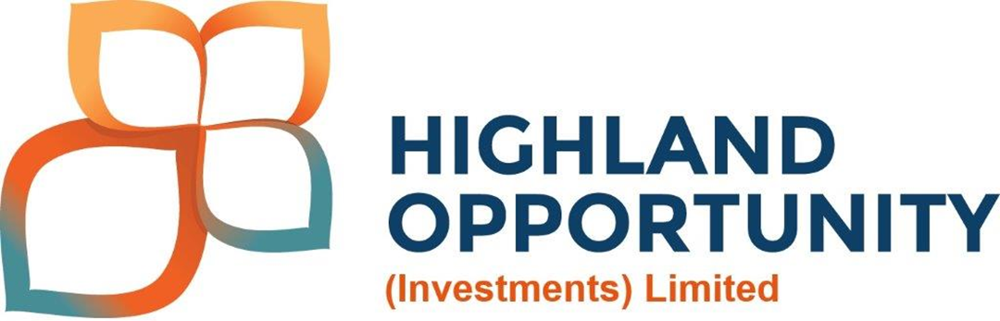 HIGHLAND
OPPORTUNITY
(Investments) Limited